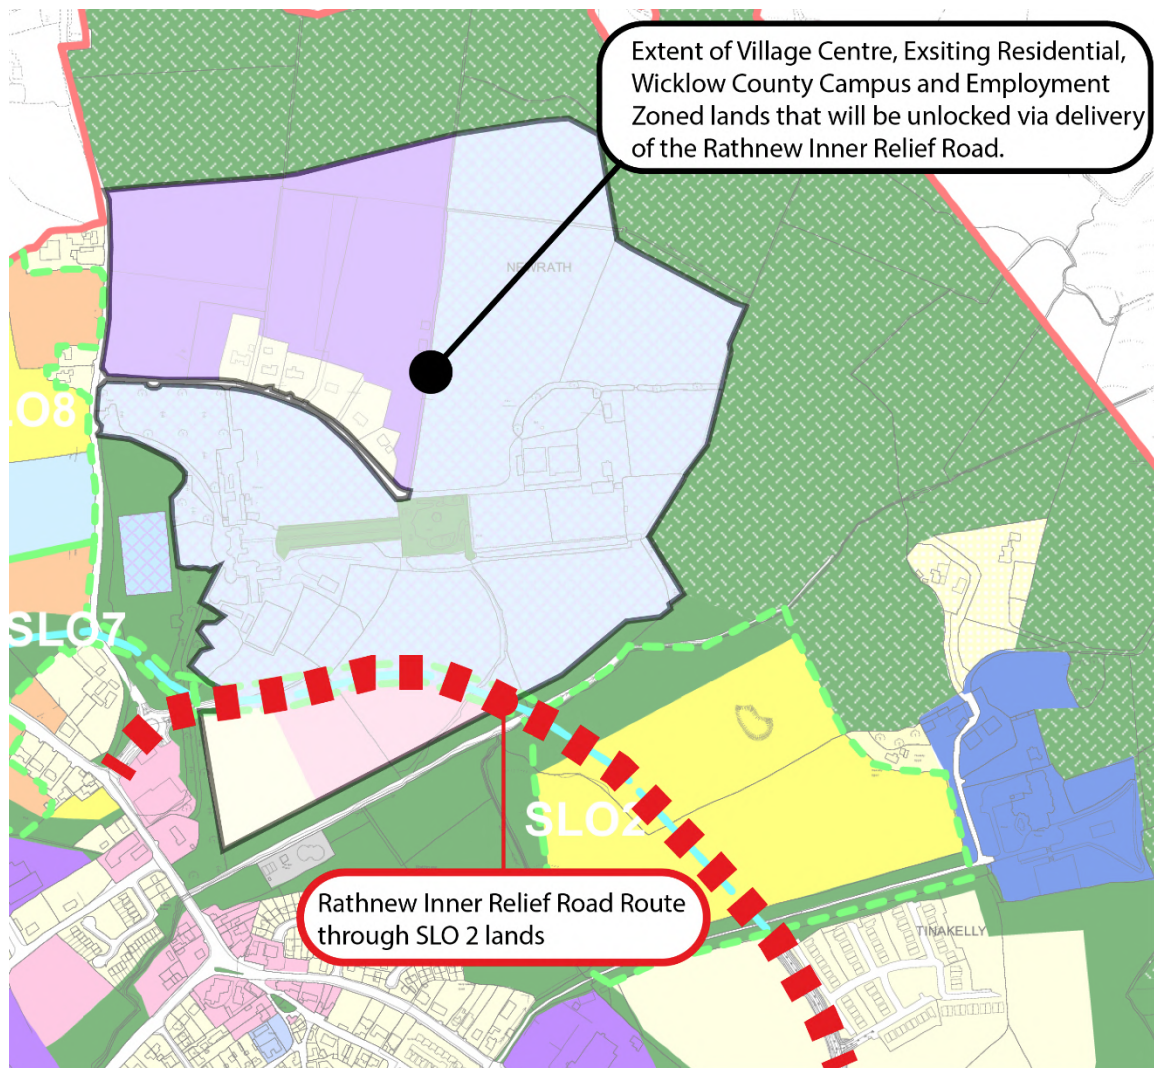 Extent of Village Centre, Exsiting Residential,
Wicklow County Campus and Employment
Zoned lands that will be unlocked via delivery
of the Rathnew Inner Relief Road.
NEWRATH
LO8
SLO7
SLO2
Rathnew Inner Relief Road Route
through SLO 2 lands
TINAKELLY